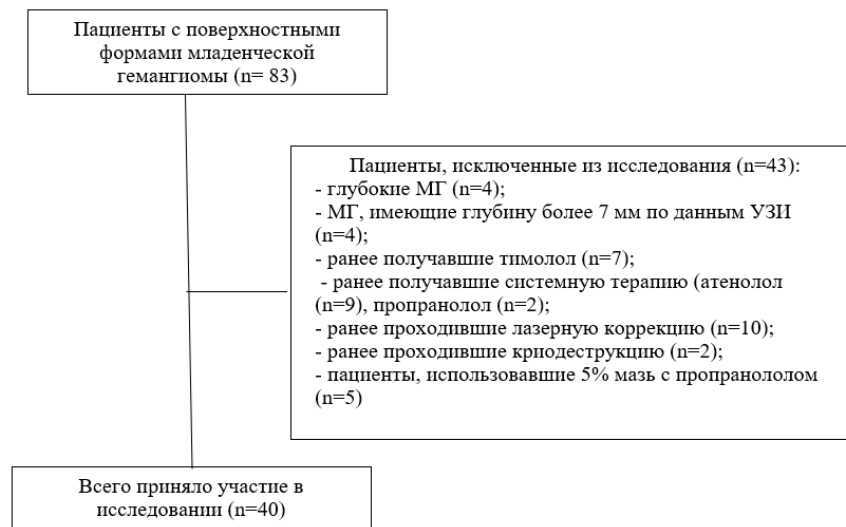 Пациенты с поверхностными
формами младенческой
гемангиомы (n= 83)
Пациенты, исключенные из исследования (n=43):
- глубокие МГ (n=4);
- МГ, имеющие глубину более 7 мм по данным УЗИ
(n=4);
- ранее получавшие тимолол (n=7);
- ранее получавшие системную терапию (атенолол
(n=9), пропранолол (n=2);
- ранее проходившие лазерную коррекцию (n=10);
- ранее проходившие криодеструкцию (n=2);
- пациенты, использовавшие 5% мазь с пропранололом
(n=5)
Всего приняло участие в
исследовании (n=40)